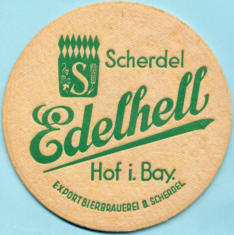 S
Scherdel
Edelhell
Hof i. Bay.
EXPORTBIERBRAUEREI B. SCHERDEL